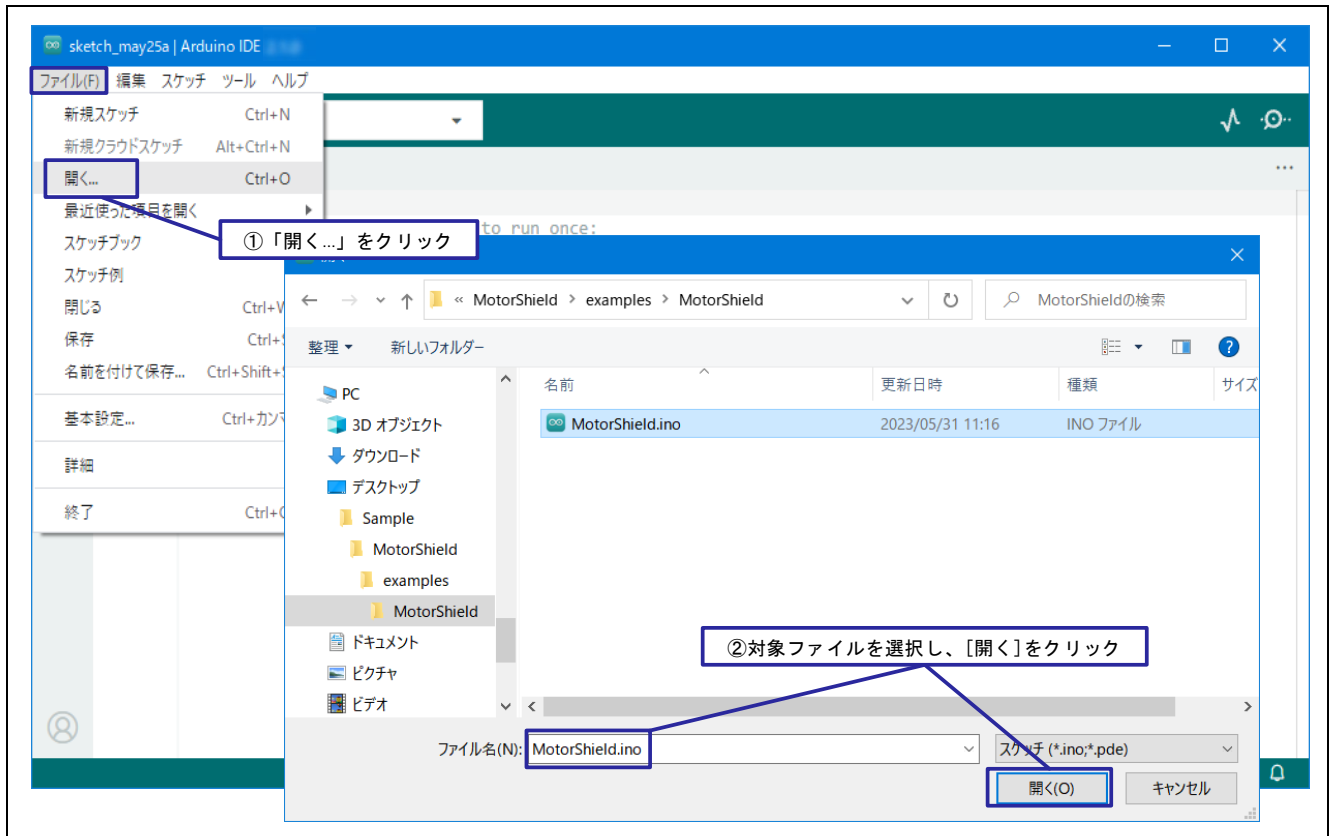 sketch_may25a | Arduino IDE
ファイル(F) 編集 スケッチ ツール ヘルプ
新規スケッチ Ctrl+N
新規クラウドスケッチ Alt+Ctrl+N
開く... Ctrl+O
最近使った項目を開く
to run once:
①「開く…」をクリック
スケッチブック
スケッチ例
閉じる
保存
名前を付けて保存... Ctrl+Shift+
基本設定...
詳細
終了
« MotorShield > examples > MotorShield
MotorShieldの検索
整理 新しいフォルダー
名前 更新日時 種類 サイズ
MotorShield.ino 2023/05/31 11:16 INO ファイル
PC
3D オブジェクト
ダウンロード
デスクトップ
Sample
MotorShield
examples
MotorShield
ドキュメント
ピクチャ
ビデオ
②対象ファイルを選択し、[開く]をクリック
ファイル名(N): MotorShield.ino スケッチ (*.ino;*.pde)
開く(O) キャンセル